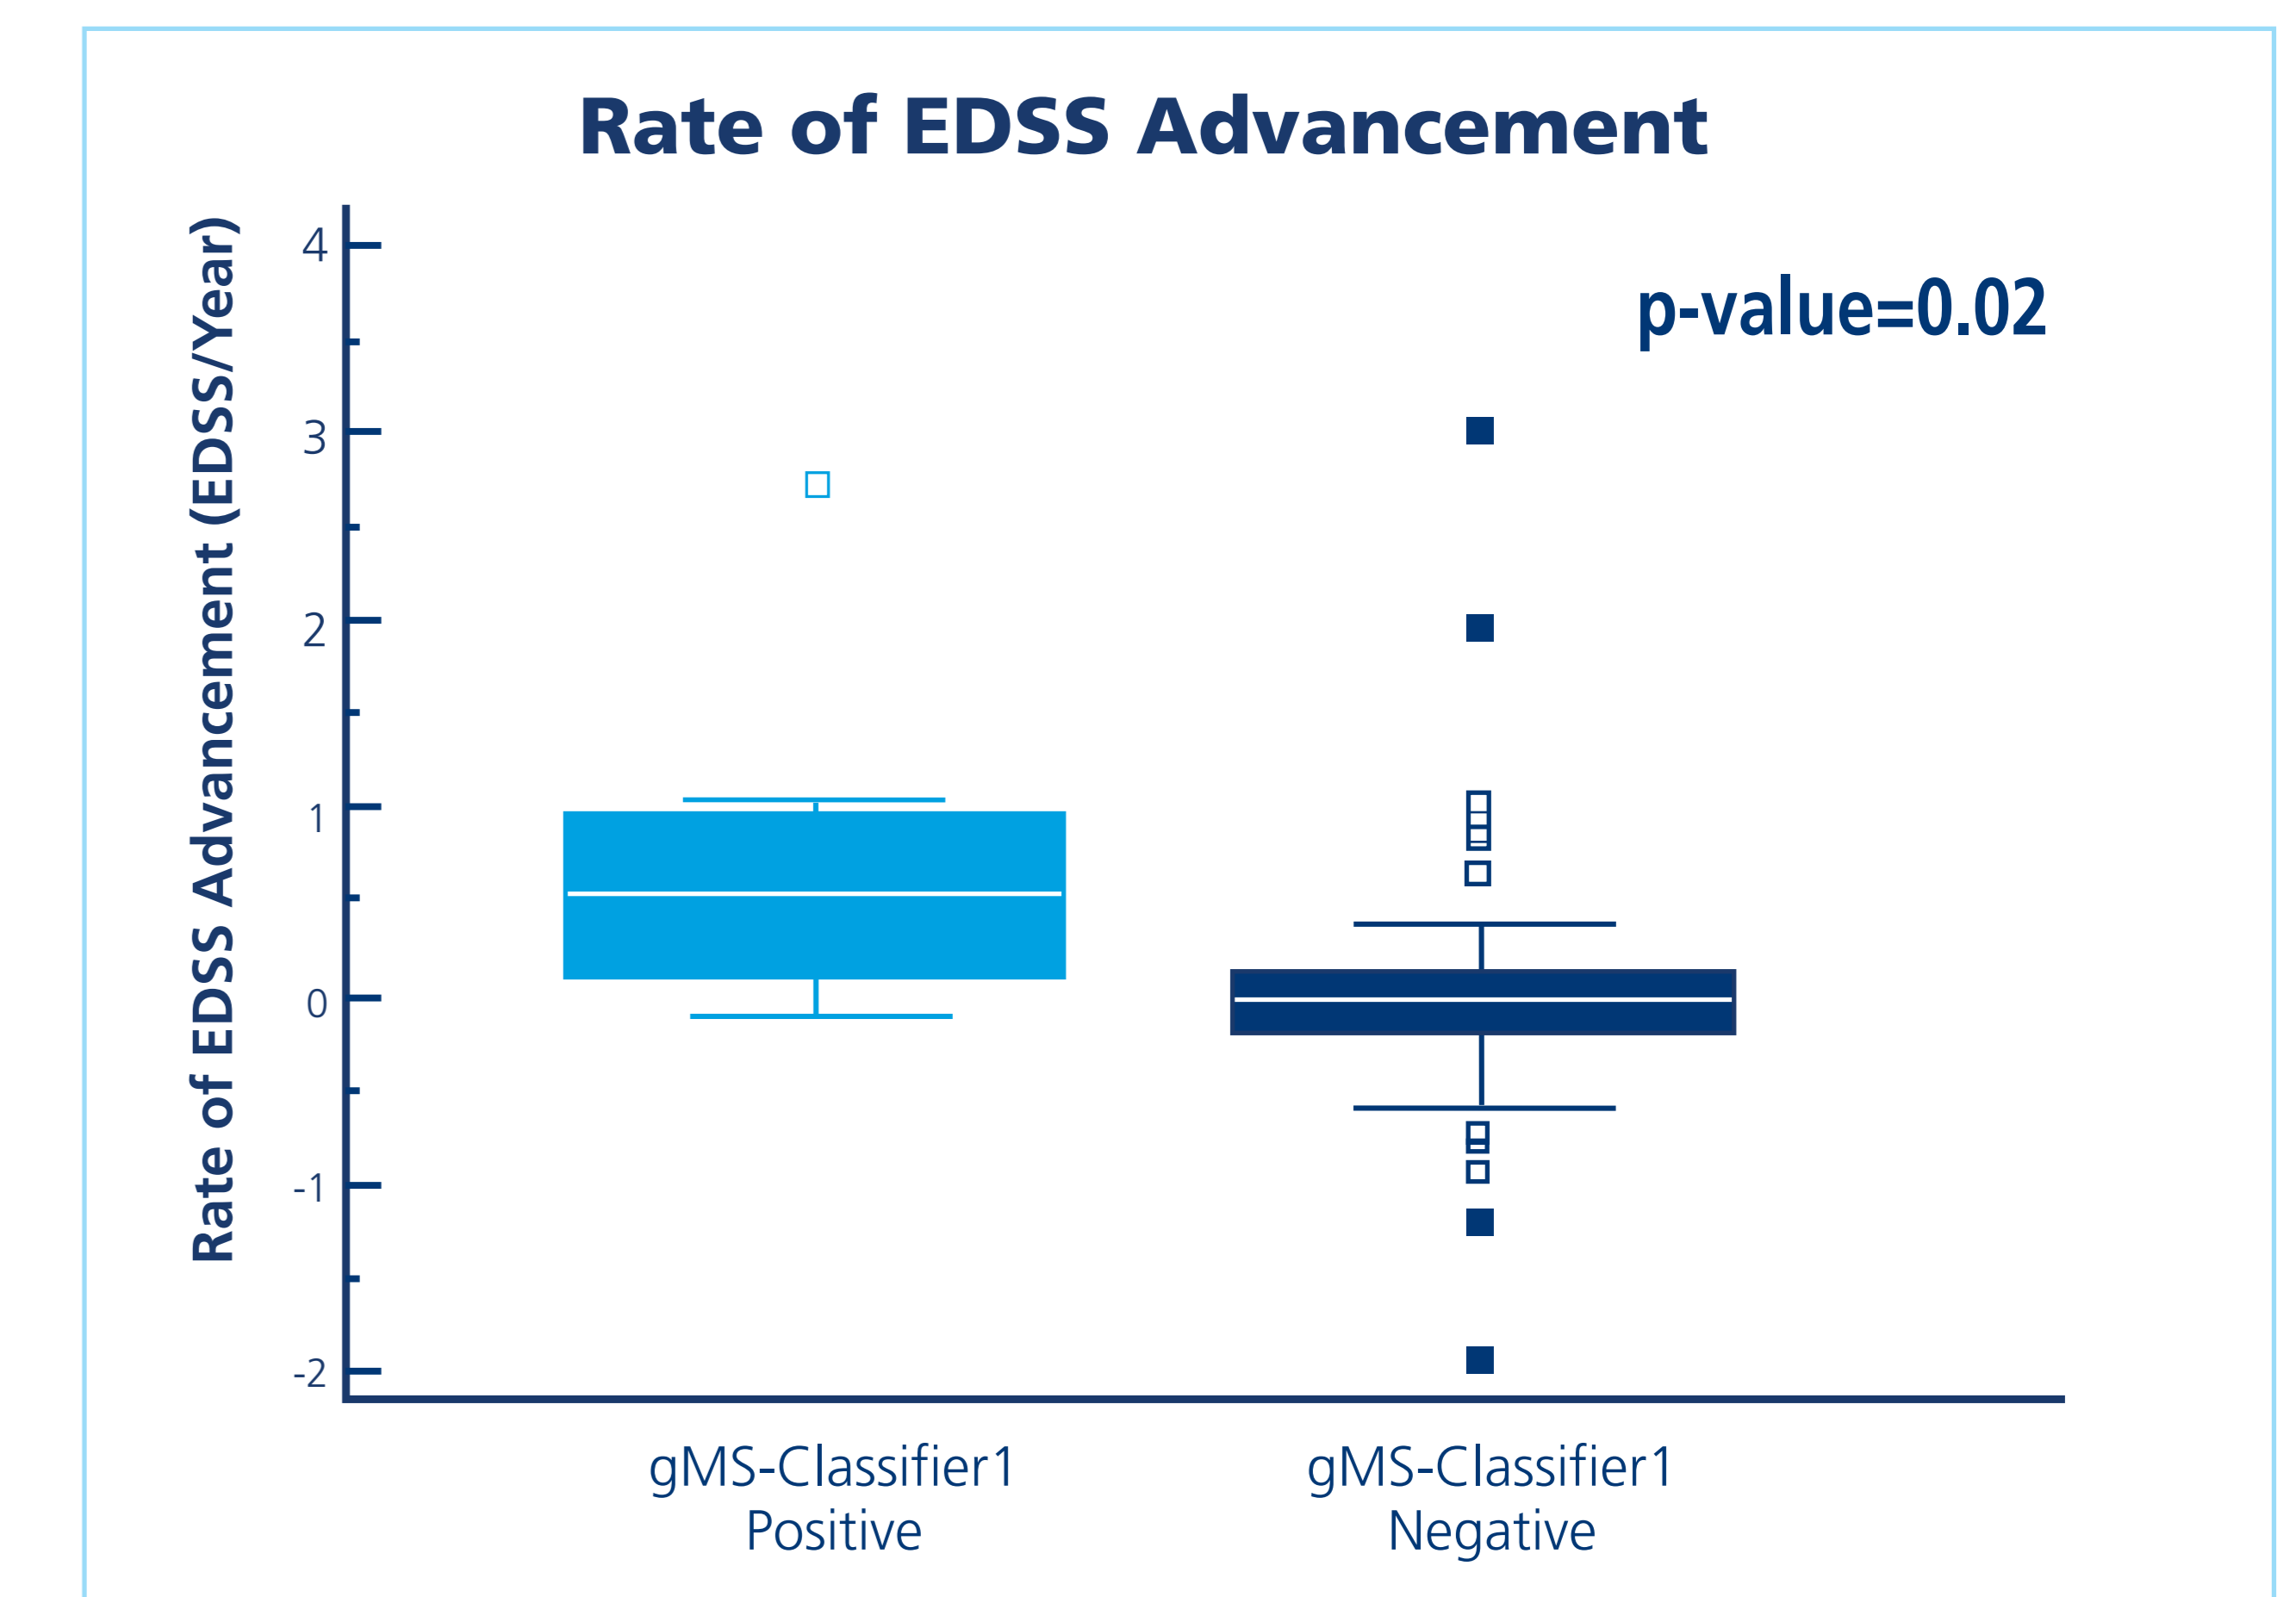 Rate of EDSS Advancement
Rate of EDSS Advancement (EDSS/Year)
4
p-value=0.02
3
2
1
0
-1
-2
gMS-Classifier1
Positive
gMS-Classifier1
Negative